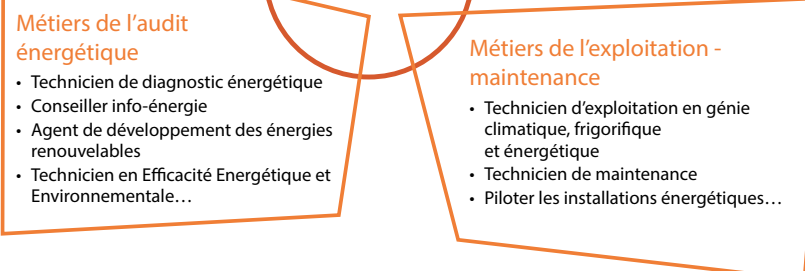 Métiers de l'audit
énergétique
• Technicien de diagnostic énergétique
• Conseiller info-énergie
• Agent de développement des énergies
renouvelables
• Technicien en Efficacité Energétique et
Environnementale…
Métiers de l'exploitation -
maintenance
• Technicien d'exploitation en génie
climatique, frigorifique
et énergétique
• Technicien de maintenance
• Piloter les installations énergétiques…